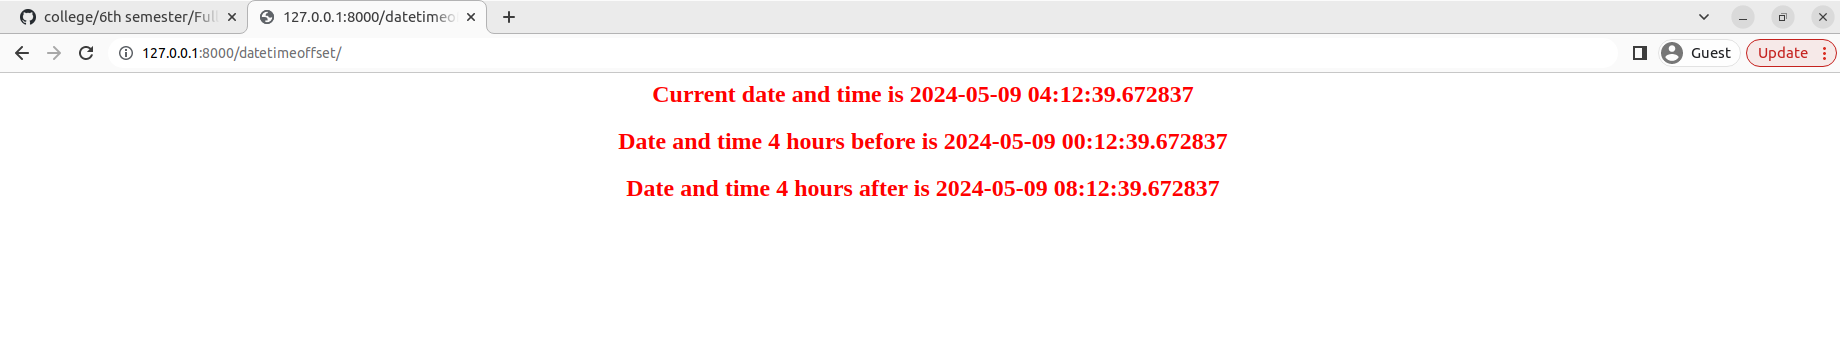 college/6th semester/Full
127.0.0.1:8000/datetimeo
127.0.0.1:8000/datetimeoffset/
Guest
Update
Current date and time is 2024-05-09 04:12:39.672837
Date and time 4 hours before is 2024-05-09 00:12:39.672837
Date and time 4 hours after is 2024-05-09 08:12:39.672837